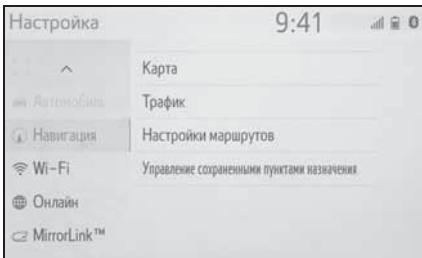 Настройка 9:41
Карта
Автомобиль
Трафик
Навигация
Настройки маршрутов
Wi-Fi
Управление сохраненными пунктами назначения
Онлайн
MirrorLink™